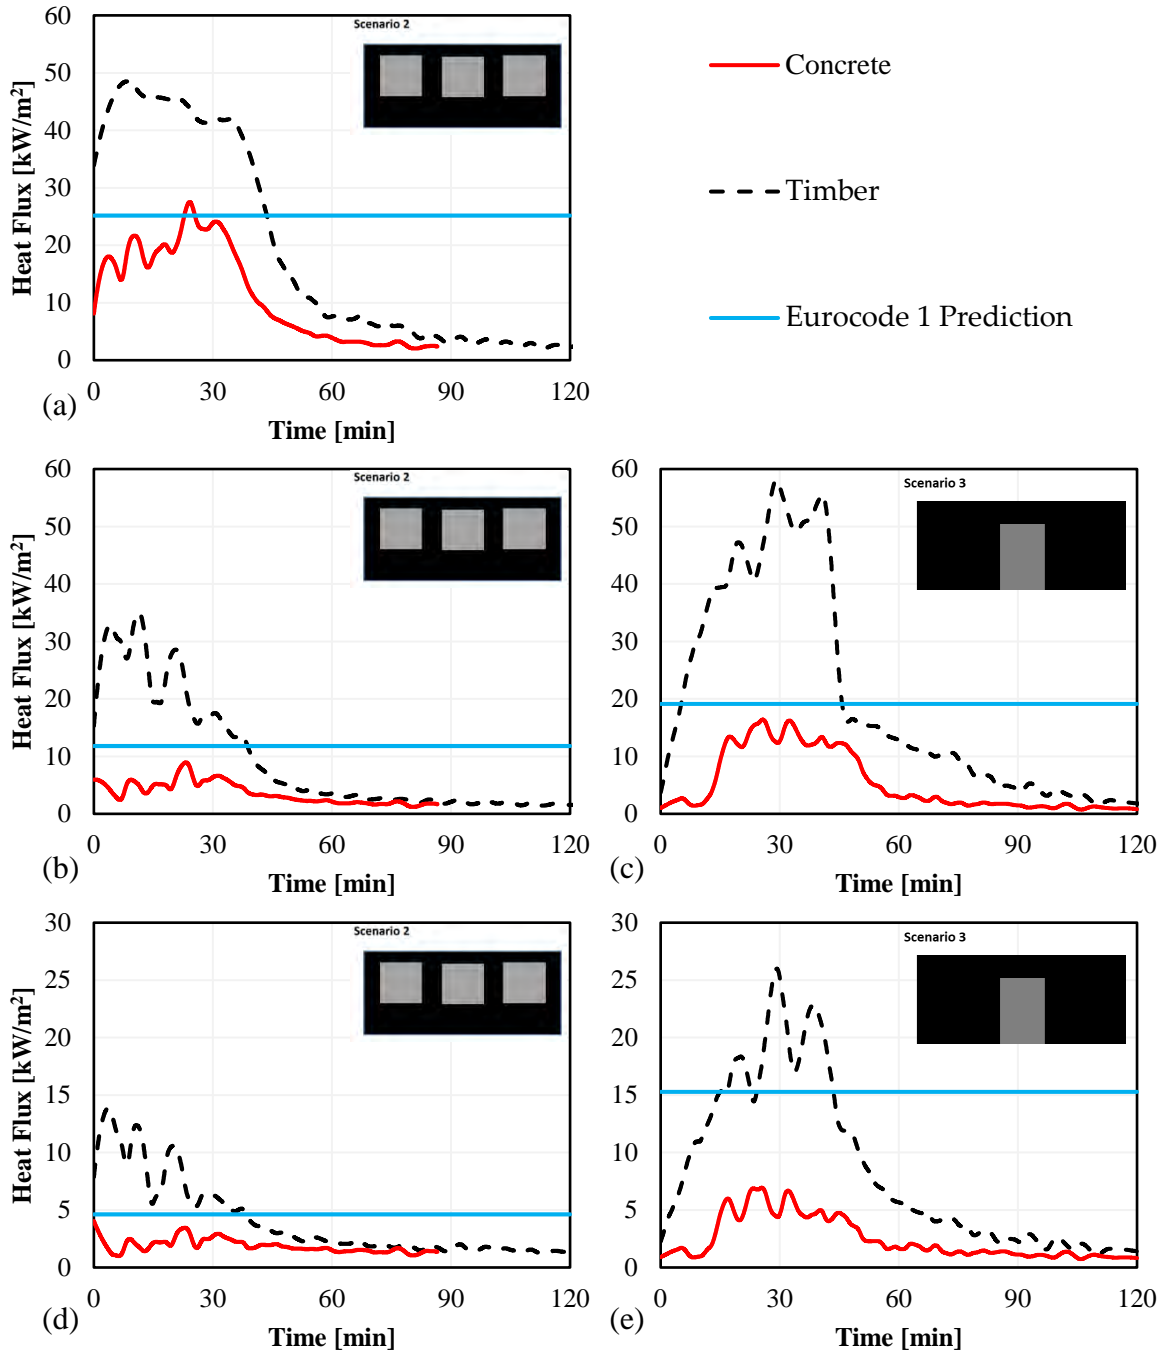 Scenario 2
60
50
40
30
20
10
0
Heat Flux [kW/m²]
0 30 60 90 120
(a)
Time [min]
Concrete
Timber
Eurocode 1 Prediction
Scenario 2
60
50
40
30
20
10
0
Heat Flux [kW/m²]
0 30 60 90 120
(b)
Time [min]
Scenario 3
60
50
40
30
20
10
0
0 30 60 90 120
(c)
Time [min]
Scenario 2
30
25
20
15
10
5
0
Heat Flux [kW/m²]
0 30 60 90 120
(d)
Time [min]
Scenario 3
30
25
20
15
10
5
0
0 30 60 90 120
(e)
Time [min]